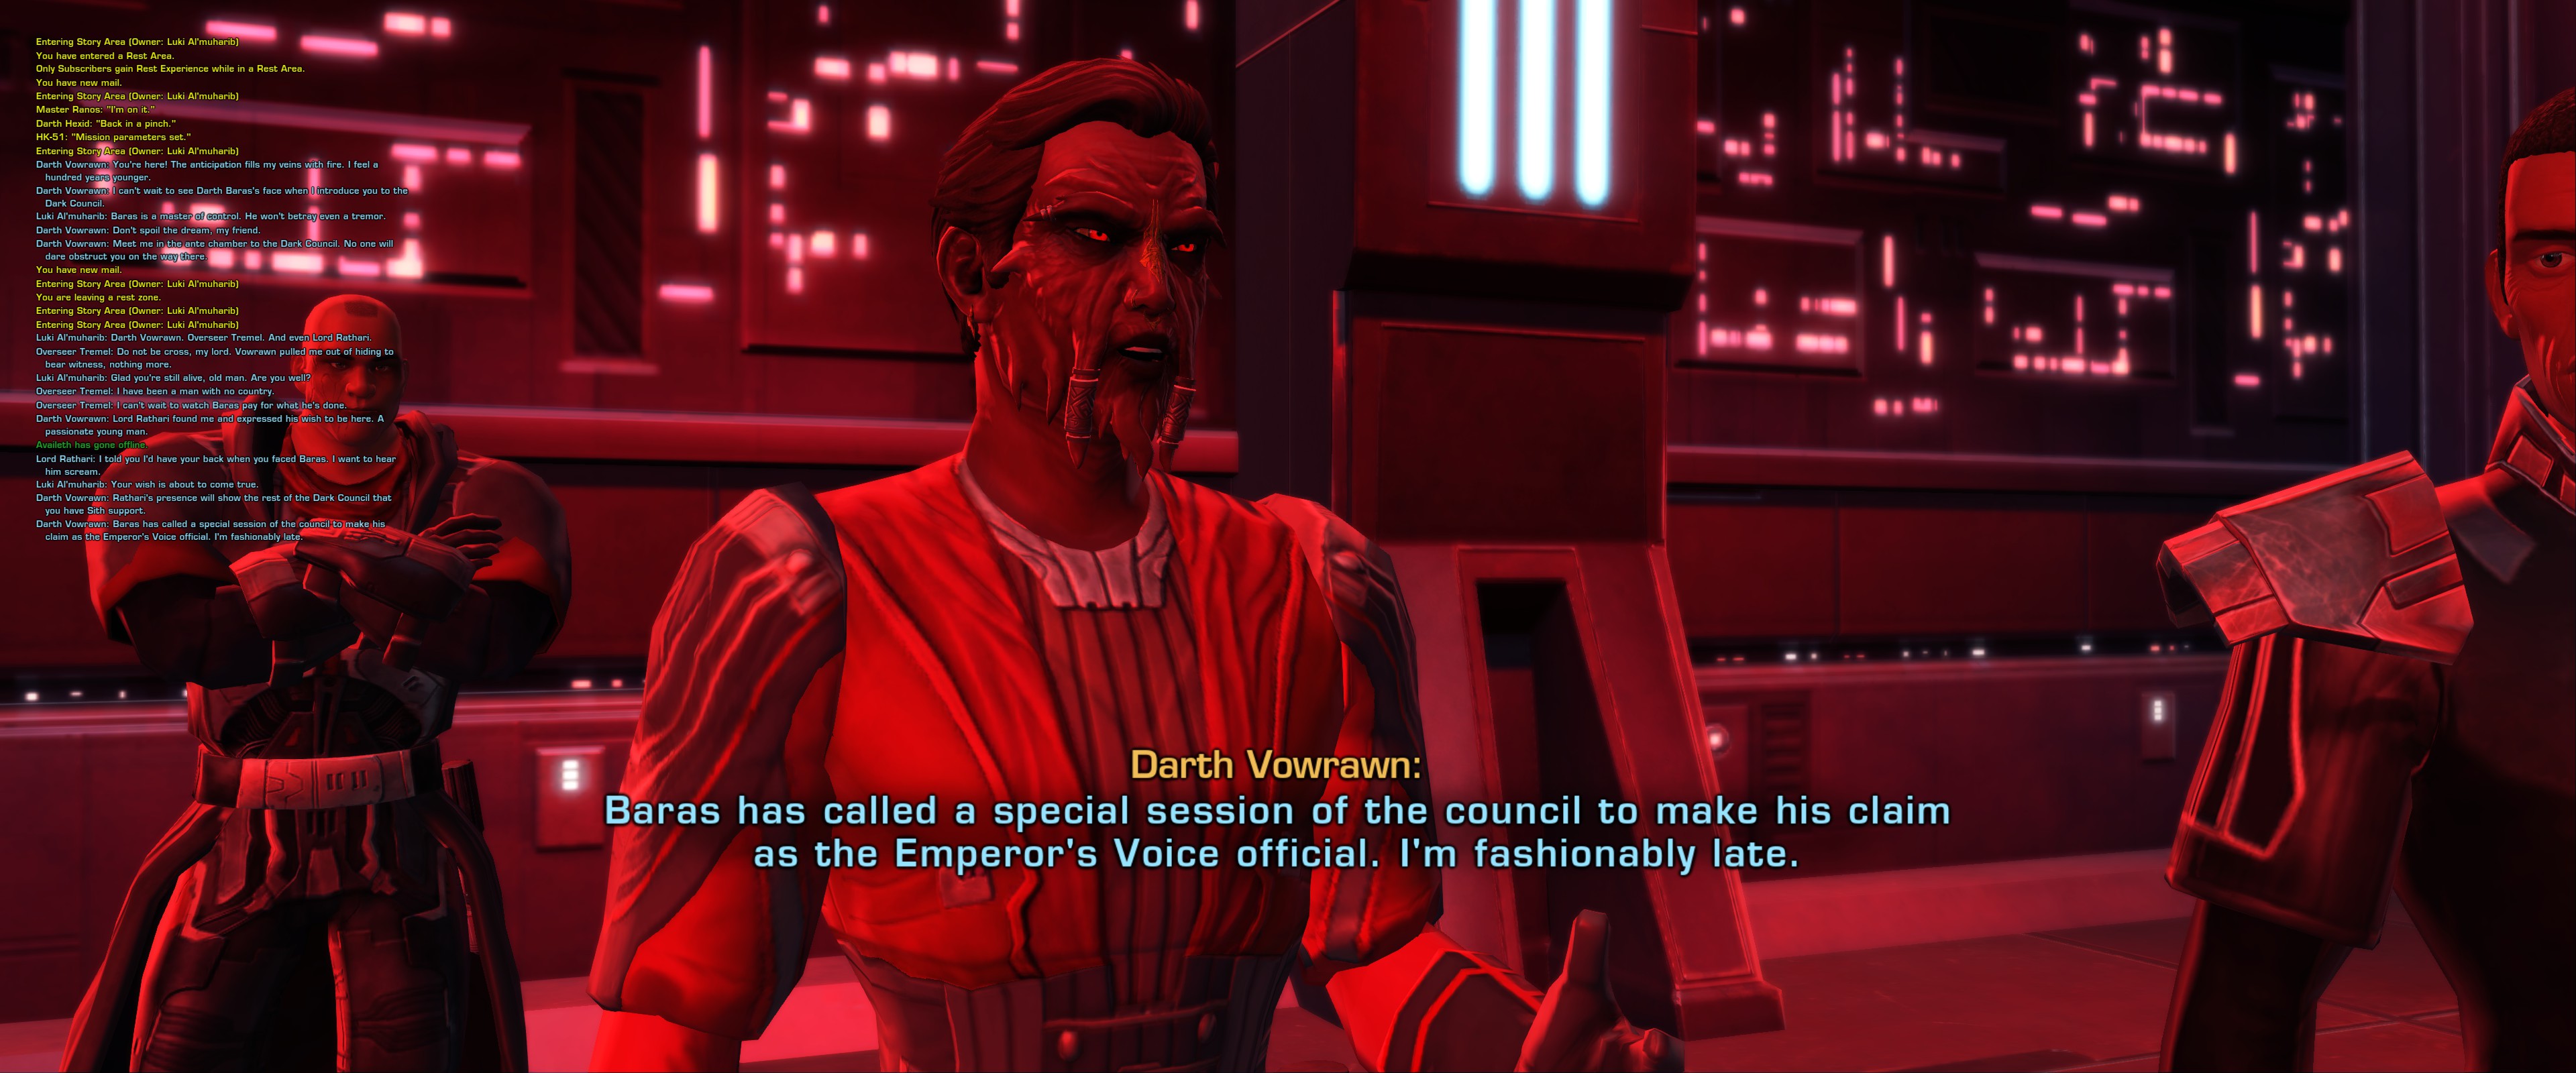 Entering Story Area (Owner: Luki Al'muharib)
You have entered a Rest Area.
Only Subscribers gain Rest Experience while in a Rest Area.
You have new mail.
Entering Story Area (Owner: Luki Al'muharib)
Master Ranos: "I'm on it."
Darth Hexid: "Back in a pinch."
HK-51: "Mission parameters set."
Entering Story Area (Owner: Luki Al'muharib)
Darth Vowrawn: You're here! The anticipation fills my veins with fire. I feel a
hundred years younger.
Darth Vowrawn: I can't wait to see Darth Baras's face when I introduce you to the
Dark Council.
Luki Al'muharib: Baras is a master of control. He won't betray even a tremor.
Darth Vowrawn: Don't spoil the dream, my friend.
Darth Vowrawn: Meet me in the ante chamber to the Dark Council. No one will
dare obstruct you on the way there.
You have new mail.
Entering Story Area (Owner: Luki Al'muharib)
You are leaving a rest zone.
Entering Story Area (Owner: Luki Al'muharib)
Entering Story Area (Owner: Luki Al'muharib)
Luki Al'muharib: Darth Vowrawn. Overseer Tremel. And even Lord Rathari.
Overseer Tremel: Do not be cross, my lord. Vowrawn pulled me out of hiding to
bear witness, nothing more.
Luki Al'muharib: Glad you're still alive, old man. Are you well?
Overseer Tremel: I have been a man with no country.
Overseer Tremel: I can't wait to watch Baras pay for what he's done.
Darth Vowrawn: Lord Rathari found me and expressed his wish to be here. A
passionate young man.
Availeth has gone offline.
Lord Rathari: I told you I'd have your back when you faced Baras. I want to hear
him scream.
Luki Al'muharib: Your wish is about to come true.
Darth Vowrawn: Rathari's presence will show the rest of the Dark Council that
you have Sith support.
Darth Vowrawn: Baras has called a special session of the council to make his
claim as the Emperor's Voice official. I'm fashionably late.
Darth Vowrawn:
Baras has called a special session of the council to make his claim
as the Emperor's Voice official. I'm fashionably late.